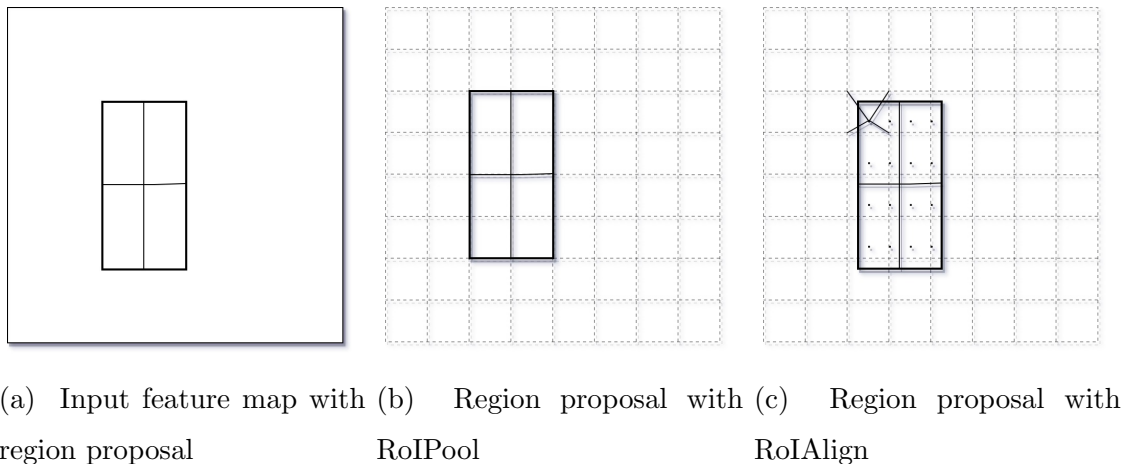 (a) Input feature map with
region proposal
(b) Region proposal with
RoIPool
(c) Region proposal with
RoIAlign